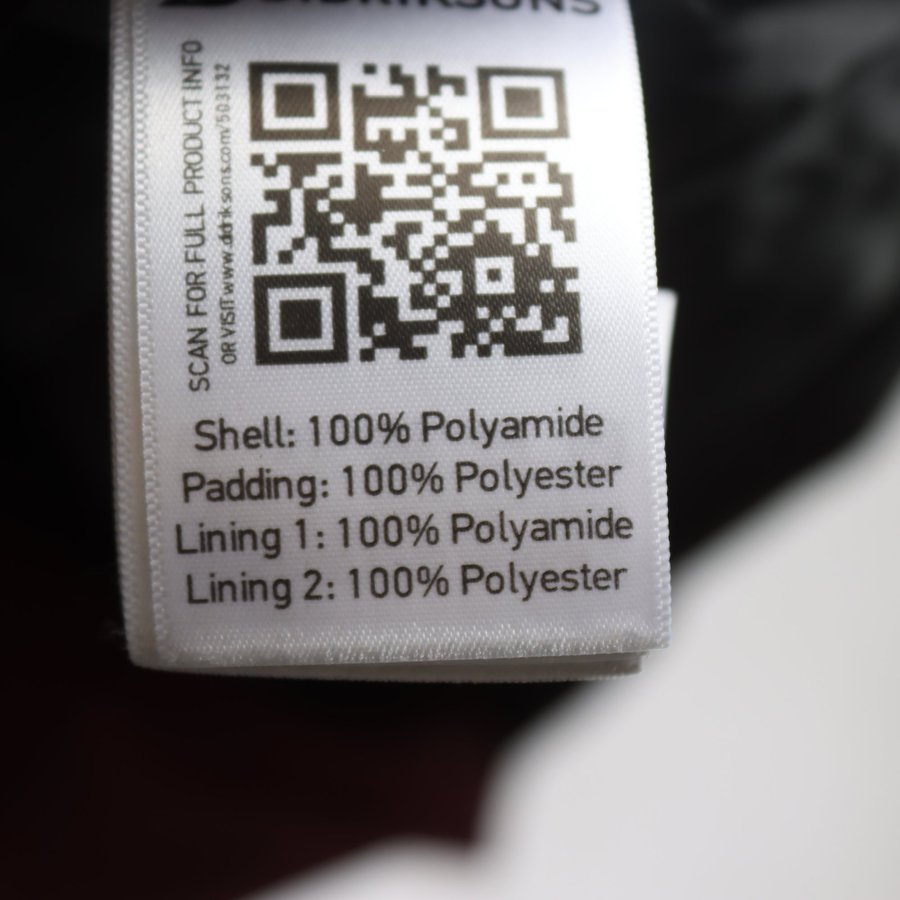 DIDRIKSONS
SCAN FOR FULL PRODUCT INFO
OR VISIT www.didriksons.com/503132
Shell: 100% Polyamide
Padding: 100% Polyester
Lining 1: 100% Polyamide
Lining 2: 100% Polyester